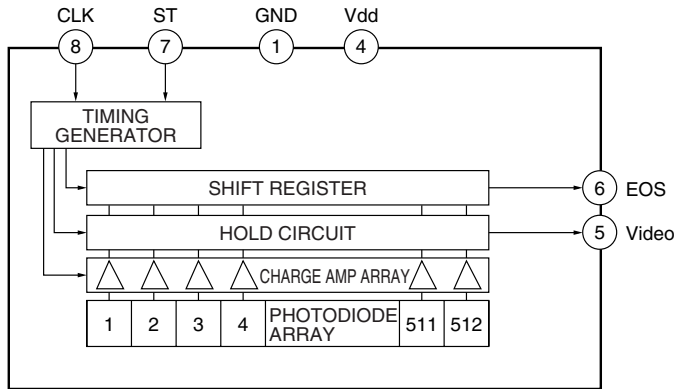 CLK ST GND Vdd
8 7 1 4
TIMING
GENERATOR
SHIFT REGISTER 6 EOS
HOLD CIRCUIT 5 Video
CHARGE AMP ARRAY
1 2 3 4 PHOTODIODE ARRAY 511 512